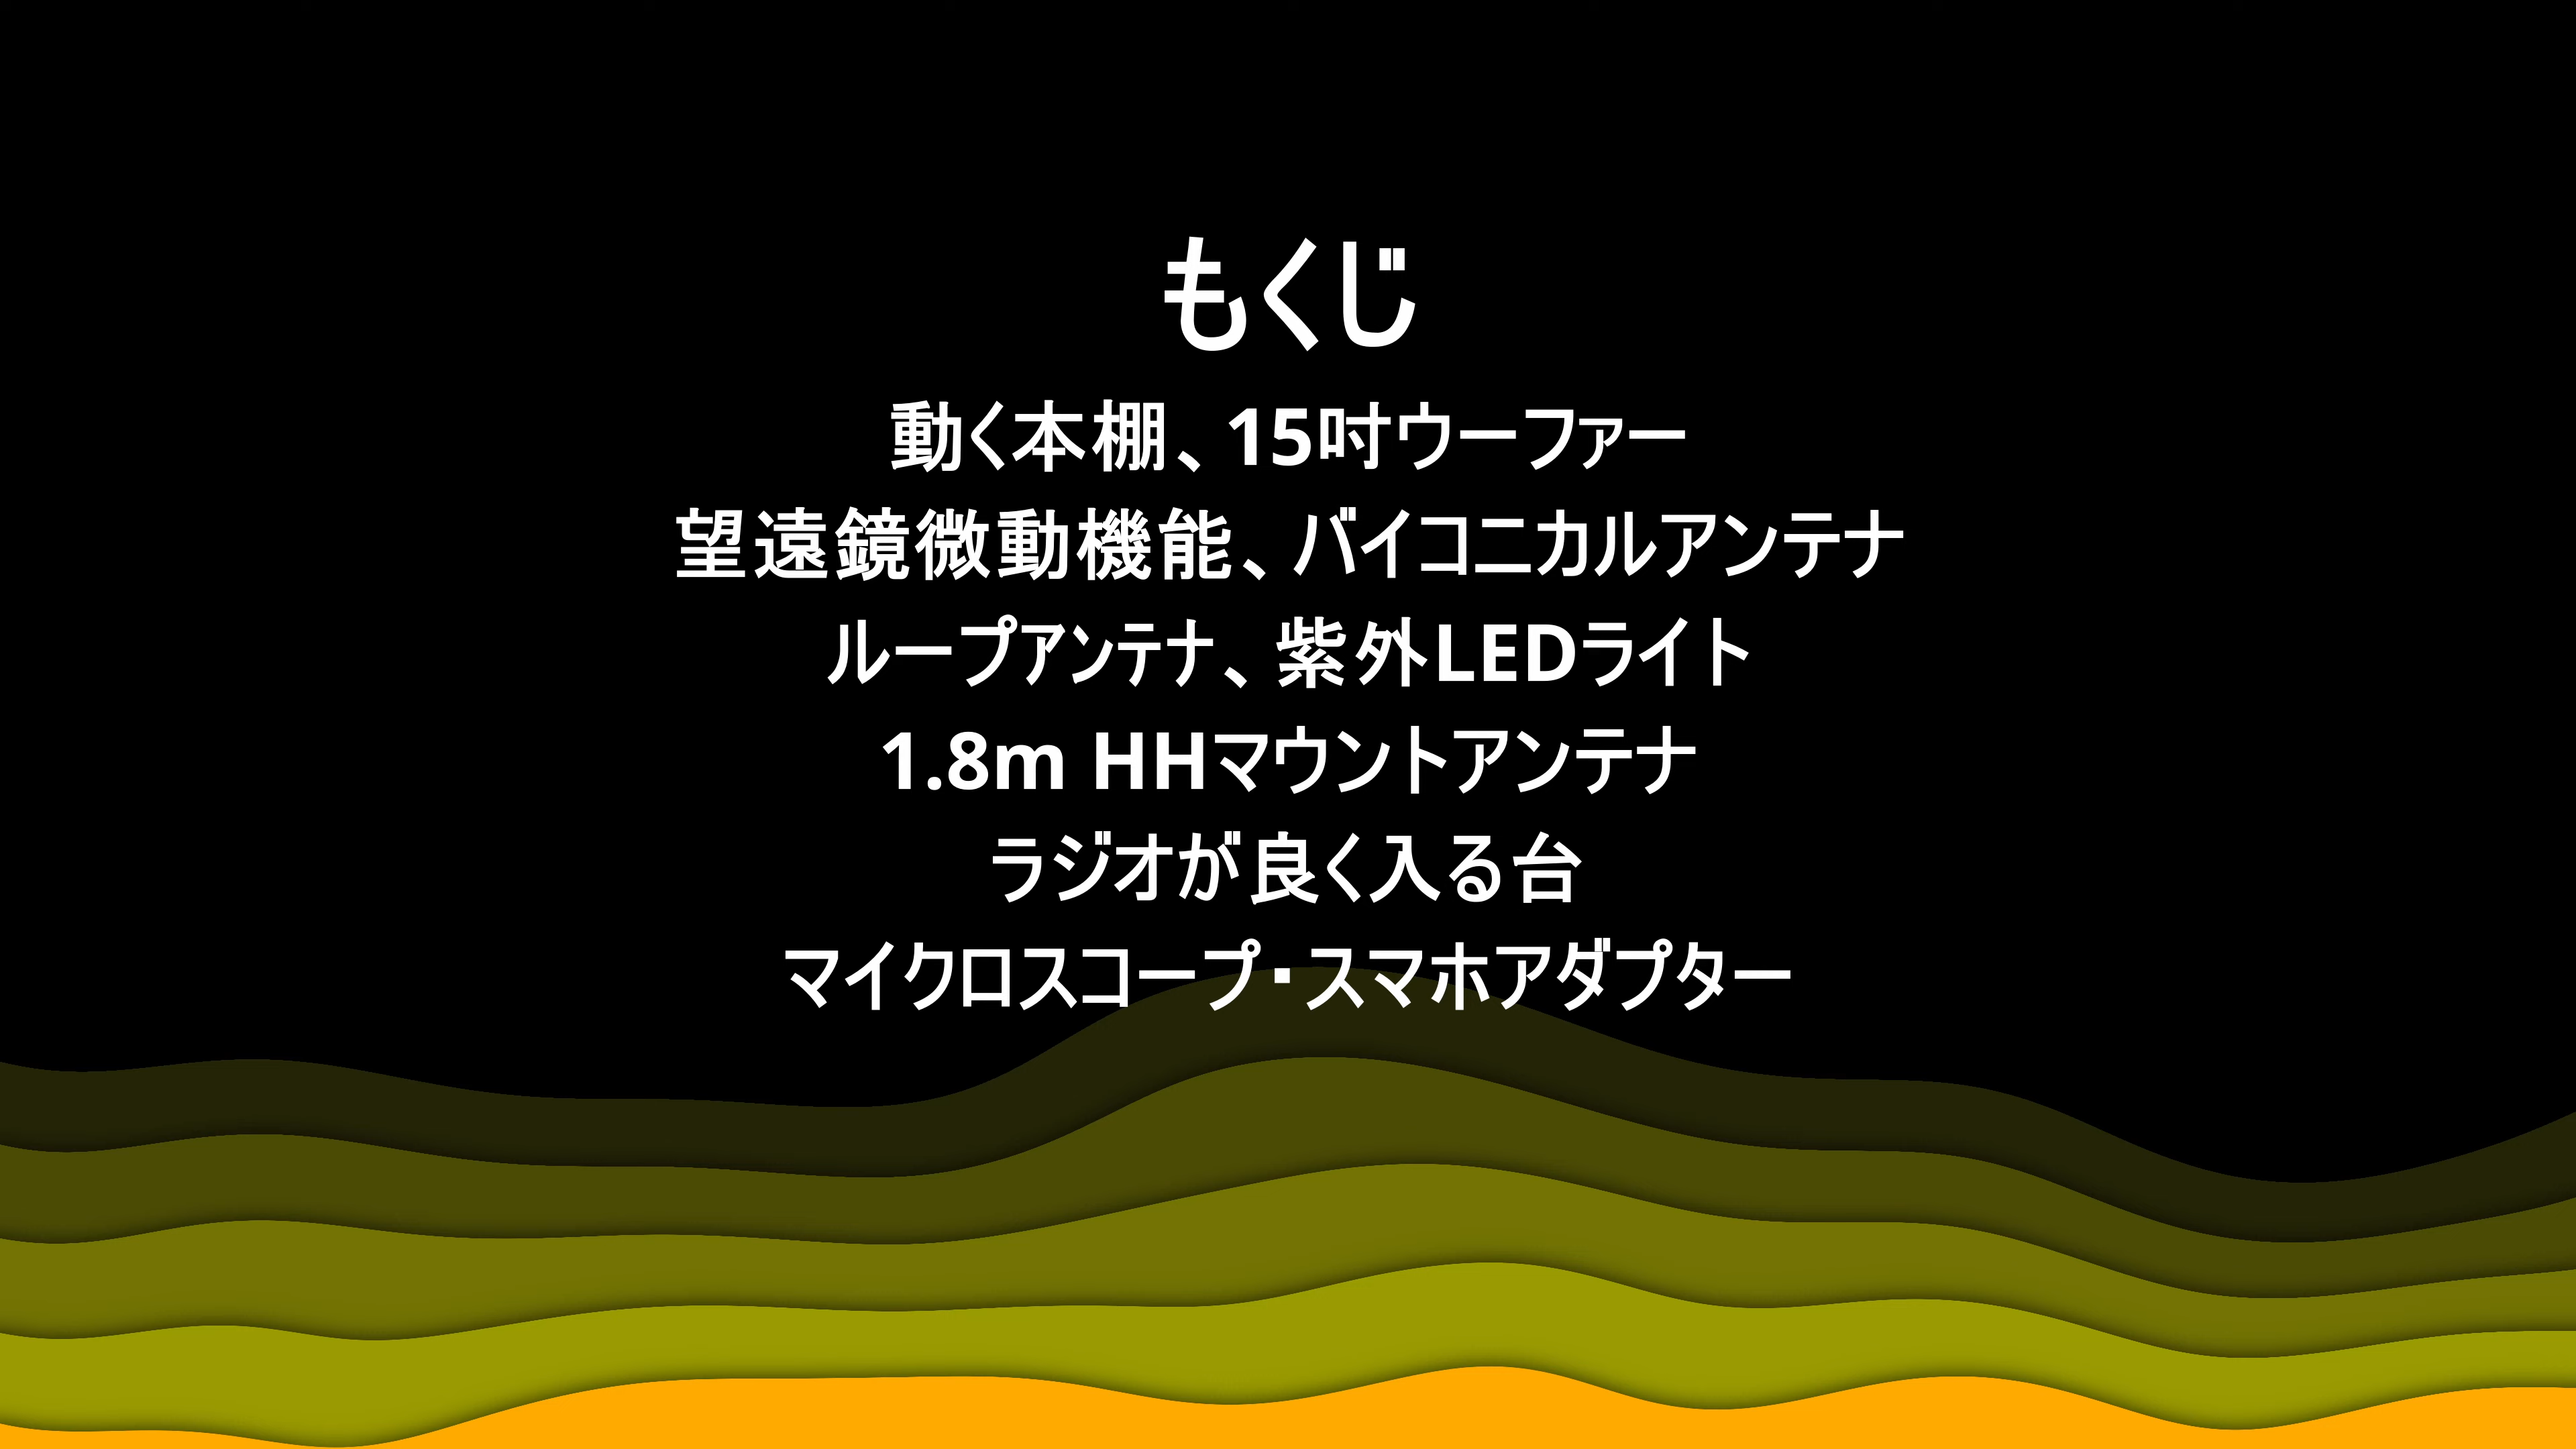 もくじ
動く本棚、15吋ウーファー
望遠鏡微動機能、バイコニカルアンテナ
ループアンテナ、紫外LEDライト
1.8m HHマウントアンテナ
ラジオが良く入る台
マイクロスコープ・スマホアダプター